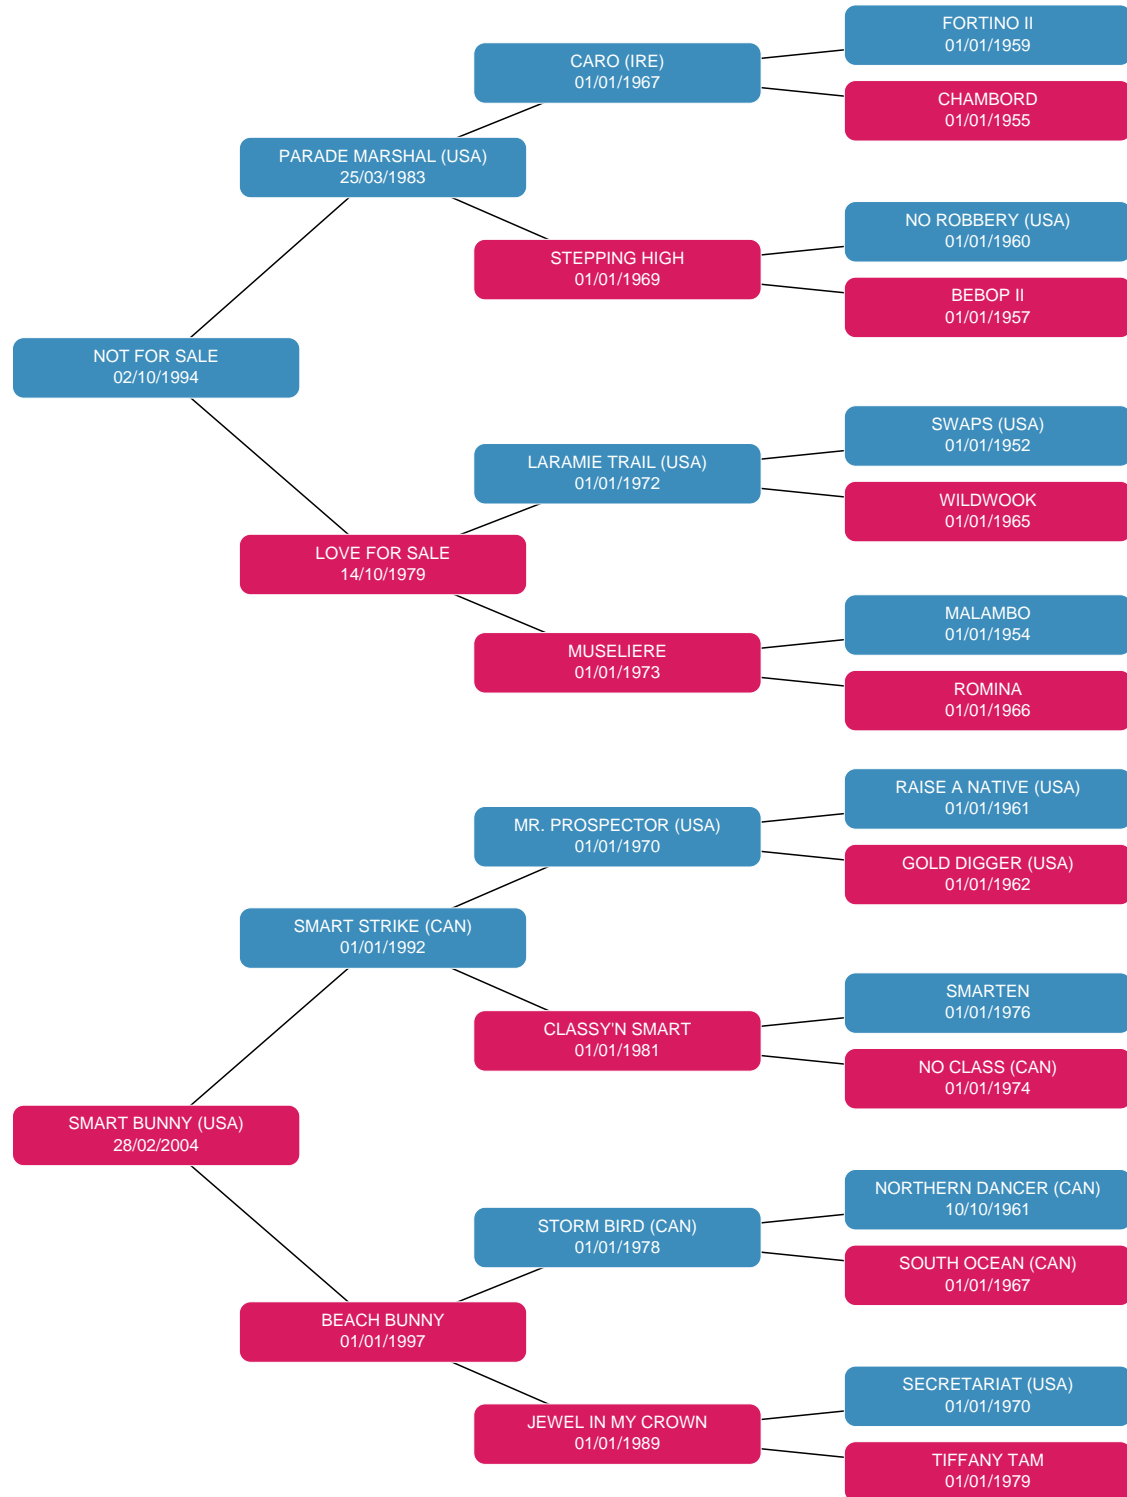 FORTINO II
01/01/1959
CARO (IRE)
01/01/1967
CHAMBORD
01/01/1955
PARADE MARSHAL (USA)
25/03/1983
NO ROBBERY (USA)
01/01/1960
STEPPING HIGH
01/01/1969
BEBOP II
01/01/1957
NOT FOR SALE
02/10/1994
SWAPS (USA)
01/01/1952
LARAMIE TRAIL (USA)
01/01/1972
WILDWOOK
01/01/1965
LOVE FOR SALE
14/10/1979
MALAMBO
01/01/1954
MUSELIERE
01/01/1973
ROMINA
01/01/1966
RAISE A NATIVE (USA)
01/01/1961
MR. PROSPECTOR (USA)
01/01/1970
GOLD DIGGER (USA)
01/01/1962
SMART STRIKE (CAN)
01/01/1992
SMARTEN
01/01/1976
CLASSY'N SMART
01/01/1981
NO CLASS (CAN)
01/01/1974
SMART BUNNY (USA)
28/02/2004
NORTHERN DANCER (CAN)
10/10/1961
STORM BIRD (CAN)
01/01/1978
SOUTH OCEAN (CAN)
01/01/1967
BEACH BUNNY
01/01/1997
SECRETARIAT (USA)
01/01/1970
JEWEL IN MY CROWN
01/01/1989
TIFFANY TAM
01/01/1979